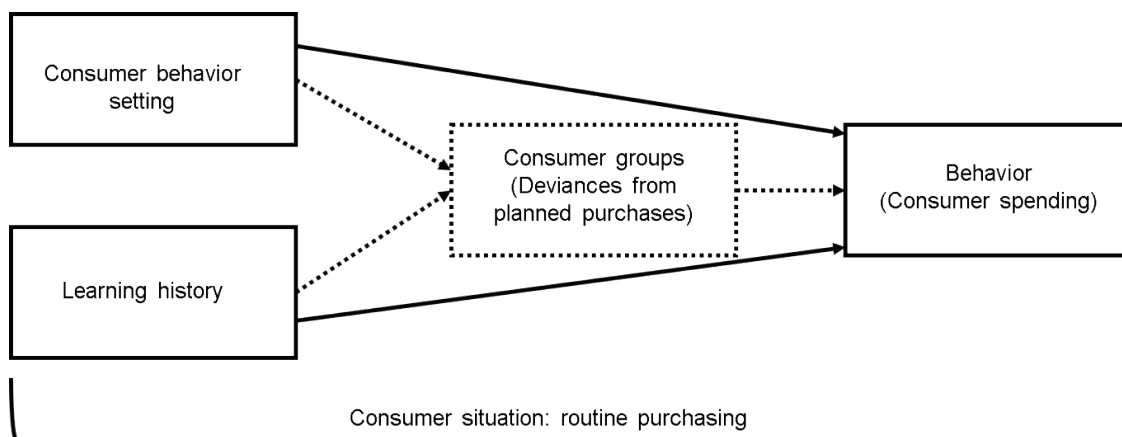 Consumer behavior
setting
Consumer groups
(Deviances from
planned purchases)
Behavior
(Consumer spending)
Learning history
Consumer situation: routine purchasing